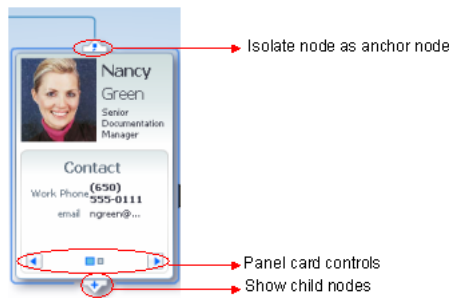 Isolate node as anchor node
Nancy
Green
Senior
Documentation
Manager
Contact
Work Phone (650)
555-0111
email ngreen@...
Panel card controls
Show child nodes